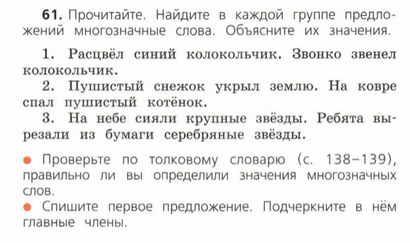 61. Прочитайте. Найдите в каждой группе предло-
жений многозначные слова. Объясните их значения.
1. Расцвёл синий колокольчик. Звонко звенел
колокольчик.
2. Пушистый снежок укрыл землю. На ковре
спал пушистый котёнок.
3. На небе сияли крупные звёзды. Ребята вы-
резали из бумаги серебряные звёзды.
● Проверьте по толковому словарю (с. 138–139),
правильно ли вы определили значения многозначных
слов.
● Спишите первое предложение. Подчеркните в нём
главные члены.